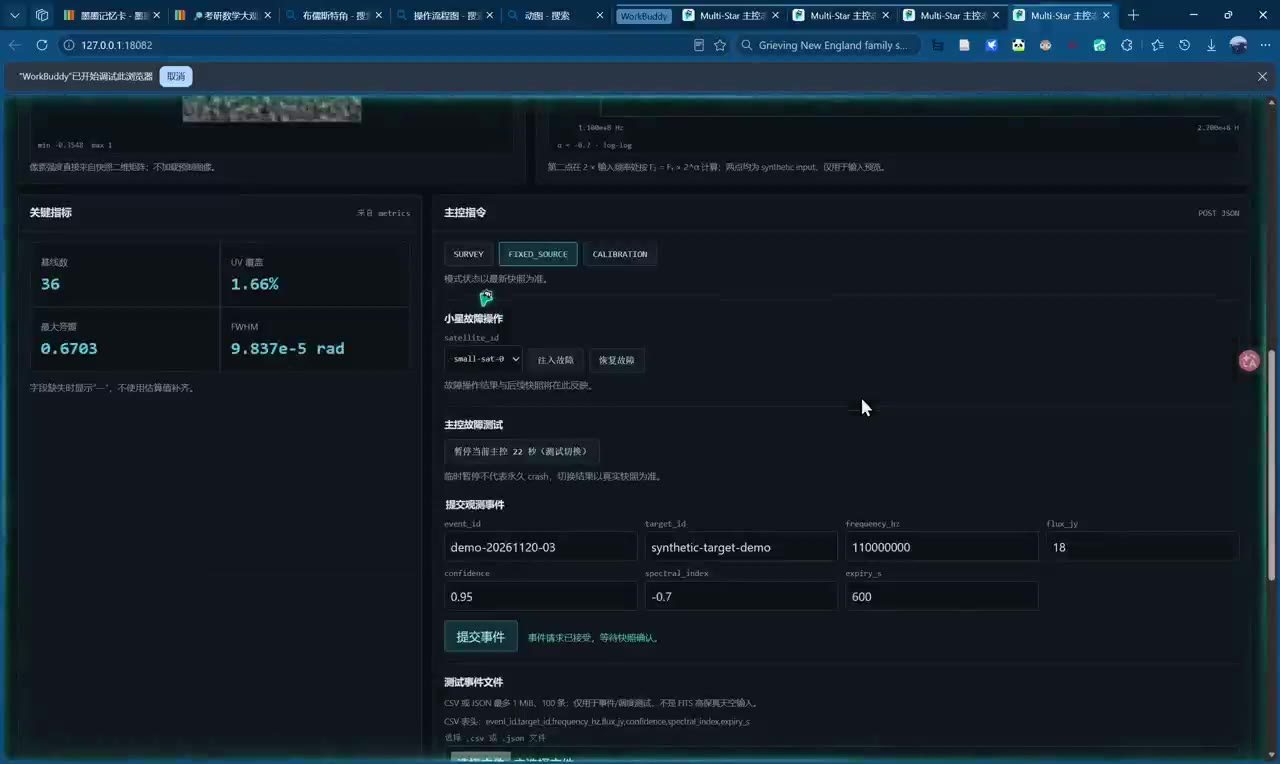 墨墨记忆卡 - 墨
考研数学大
布儒斯特角 - 搜
操作流程图 - 搜
动图 - 搜索
WorkBuddy
Multi-Star 主控
Multi-Star 主控
Multi-Star 主控
Multi-Star 主控
127.0.0.1:18082
Grieving New England family s...
"WorkBuddy"已开始调试此浏览器
取消
min -0.3548 max 1
像素强度直接来自快照二维矩阵；不加载预制图像。
1.100e+8 Hz
2.200e+8 H
α = -0.7 · log-log
第二点在 2 × 输入频率处按 F₂ = F₁ × 2^α 计算；两点均为 synthetic input，仅用于输入预览。
关键指标
来自 metrics
基线数
36
UV 覆盖
1.66%
最大旁瓣
0.6703
FWHM
9.837e-5 rad
字段缺失时显示"—"，不使用估算值补齐。
主控指令
POST JSON
SURVEY
FIXED_SOURCE
CALIBRATION
模式状态以最新快照为准。
小星故障操作
satellite_id
small-sat-0
注入故障
恢复故障
故障操作结果与后续快照将在此反映。
主控故障测试
暂停当前主控 22 秒（测试切换）
临时暂停不代表永久 crash，切换结果以真实快照为准。
提交观测事件
event_id
target_id
frequency_hz
flux_jy
demo-20261120-03
synthetic-target-demo
110000000
18
confidence
spectral_index
expiry_s
0.95
-0.7
600
提交事件
事件请求已接受，等待快照确认。
测试事件文件
CSV 或 JSON 最多 1 MiB、100 条；仅用于事件/调度测试，不是 FITS 高保真天空输入。
CSV 表头：event_id,target_id,frequency_hz,flux_jy,confidence,spectral_index,expiry_s
选择 .csv 或 .json 文件
选择文件 未选择文件